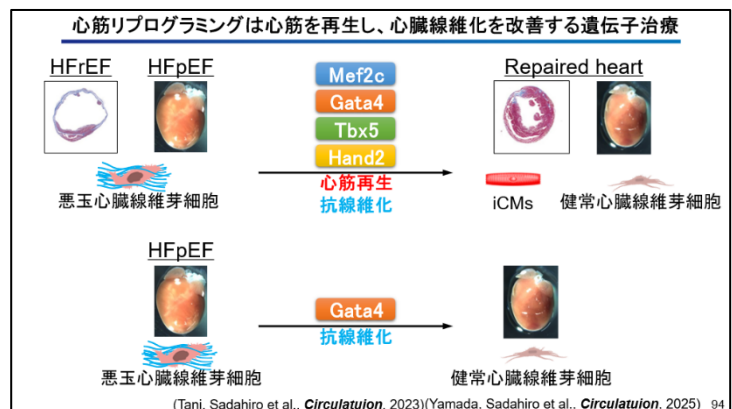 心筋リプログラミングは心筋を再生し、心臓線維化を改善する遺伝子治療
HFrEF HFpEF
Mef2c
Gata4
Tbx5
Hand2
心筋再生
抗線維化
Repaired heart
悪玉心臓線維芽細胞
iCMs 健常心臓線維芽細胞
HFpEF
Gata4
抗線維化
悪玉心臓線維芽細胞
健常心臓線維芽細胞
(Tani, Sadahiro et al., Circulatuion, 2023)(Yamada, Sadahiro et al., Circulatuion, 2025) 94